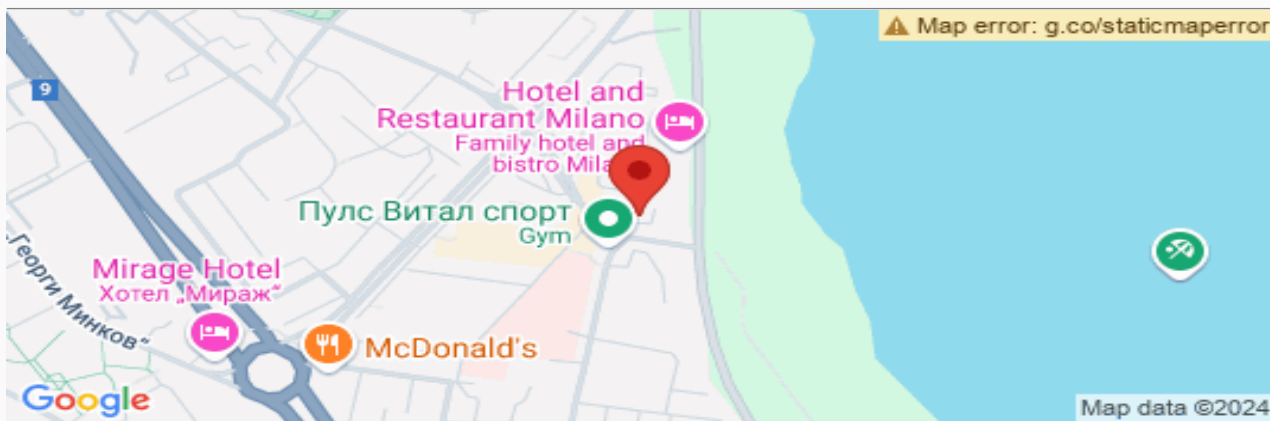 Map error: g.co/staticmaperror
9
Hotel and
Restaurant Milano
Family hotel and
bistro
Пулс Витал спорт
Gym
Mirage Hotel
Хотел „Мираж“
„Георги Минков“
McDonald's
Google
Map data ©2024